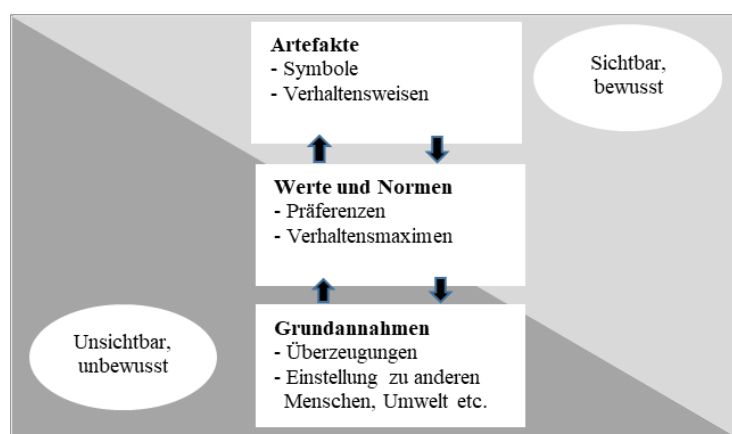 Artefakte
- Symbole
- Verhaltensweisen
Sichtbar,
bewusst
Werte und Normen
- Präferenzen
- Verhaltensmaximen
Unsichtbar,
unbewusst
Grundannahmen
- Überzeugungen
- Einstellung zu anderen
Menschen, Umwelt etc.